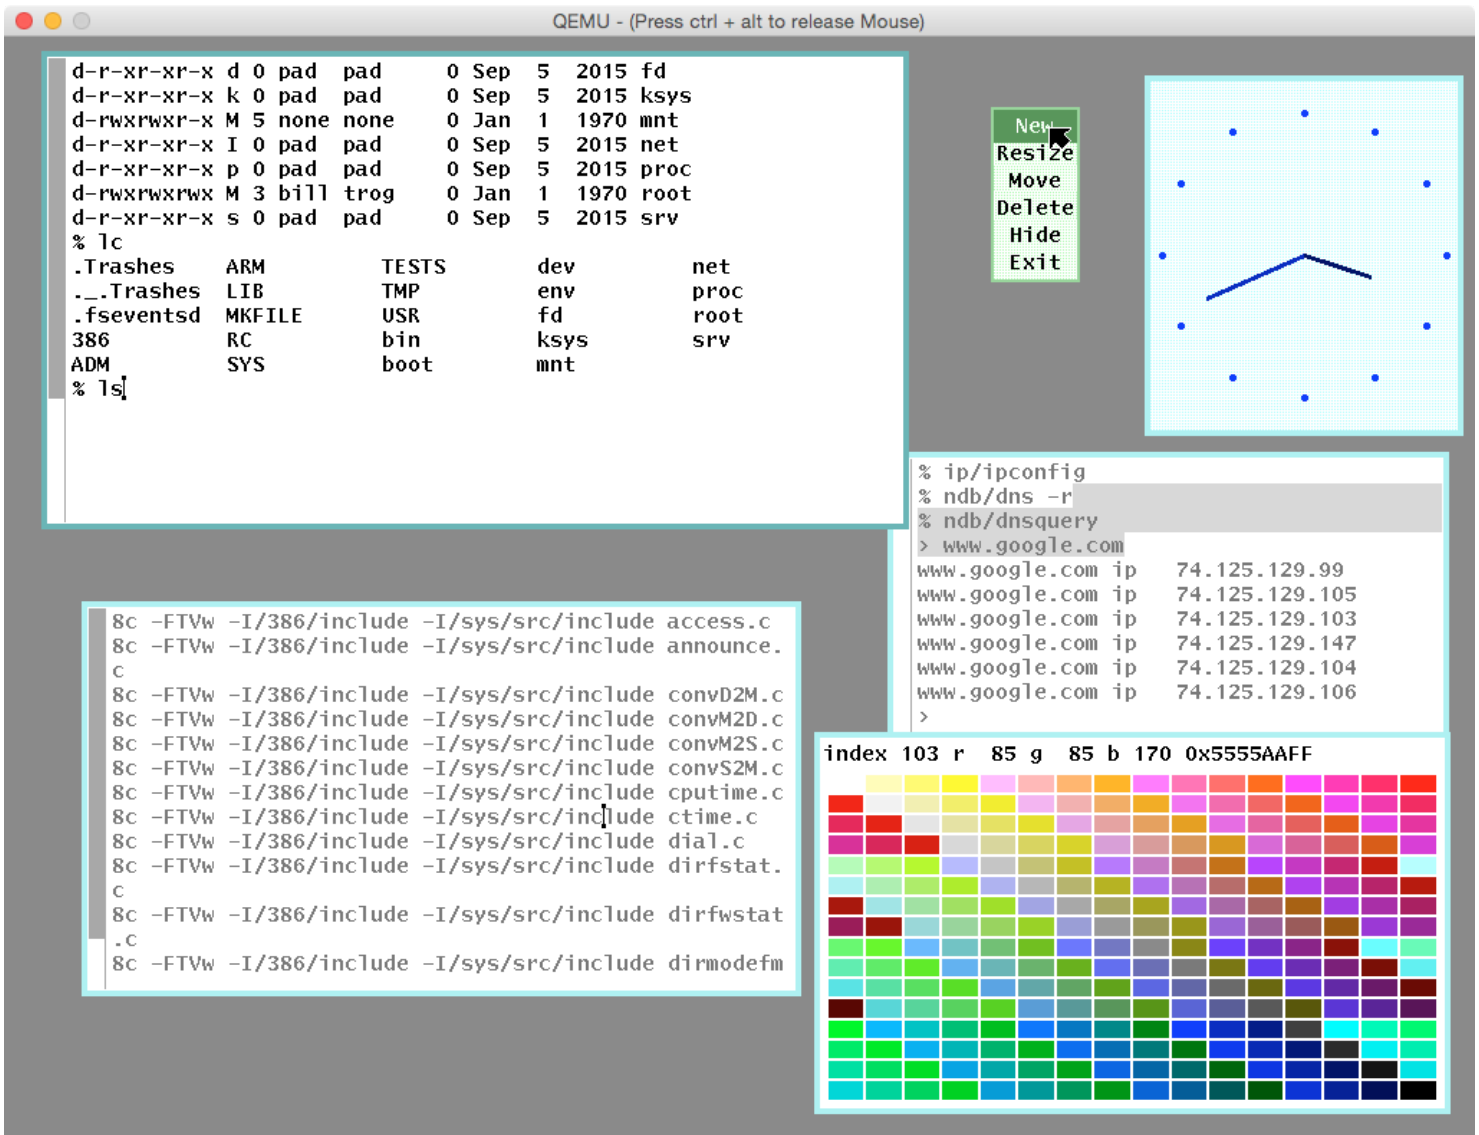 QEMU - (Press ctrl + alt to release Mouse)
d-r-xr-xr-x d 0 pad  pad     0 Sep  5  2015 fd
d-r-xr-xr-x k 0 pad  pad     0 Sep  5  2015 ksys
d-rwxrwxr-x M 5 none none    0 Jan  1  1970 mnt
d-r-xr-xr-x I 0 pad  pad     0 Sep  5  2015 net
d-r-xr-xr-x p 0 pad  pad     0 Sep  5  2015 proc
d-rwxrwxrwx M 3 bill trog    0 Jan  1  1970 root
d-r-xr-xr-x s 0 pad  pad     0 Sep  5  2015 srv
% lc
.Trashes    ARM         TESTS       dev         net
._.Trashes  LIB         TMP         env         proc
.fseventsd  MKFILE      USR         fd          root
386         RC          bin         ksys        srv
ADM         SYS         boot        mnt
% ls
New
Resize
Move
Delete
Hide
Exit
% ip/ipconfig
% ndb/dns -r
% ndb/dnsquery
> www.google.com
www.google.com ip   74.125.129.99
www.google.com ip   74.125.129.105
www.google.com ip   74.125.129.103
www.google.com ip   74.125.129.147
www.google.com ip   74.125.129.104
www.google.com ip   74.125.129.106
>
8c -FTVw -I/386/include -I/sys/src/include access.c
8c -FTVw -I/386/include -I/sys/src/include announce.
c
8c -FTVw -I/386/include -I/sys/src/include convD2M.c
8c -FTVw -I/386/include -I/sys/src/include convM2D.c
8c -FTVw -I/386/include -I/sys/src/include convM2S.c
8c -FTVw -I/386/include -I/sys/src/include convS2M.c
8c -FTVw -I/386/include -I/sys/src/include cputime.c
8c -FTVw -I/386/include -I/sys/src/include ctime.c
8c -FTVw -I/386/include -I/sys/src/include dial.c
8c -FTVw -I/386/include -I/sys/src/include dirfstat.
c
8c -FTVw -I/386/include -I/sys/src/include dirfwstat
.c
8c -FTVw -I/386/include -I/sys/src/include dirmodefm
index 103 r  85 g  85 b 170 0x5555AAFF